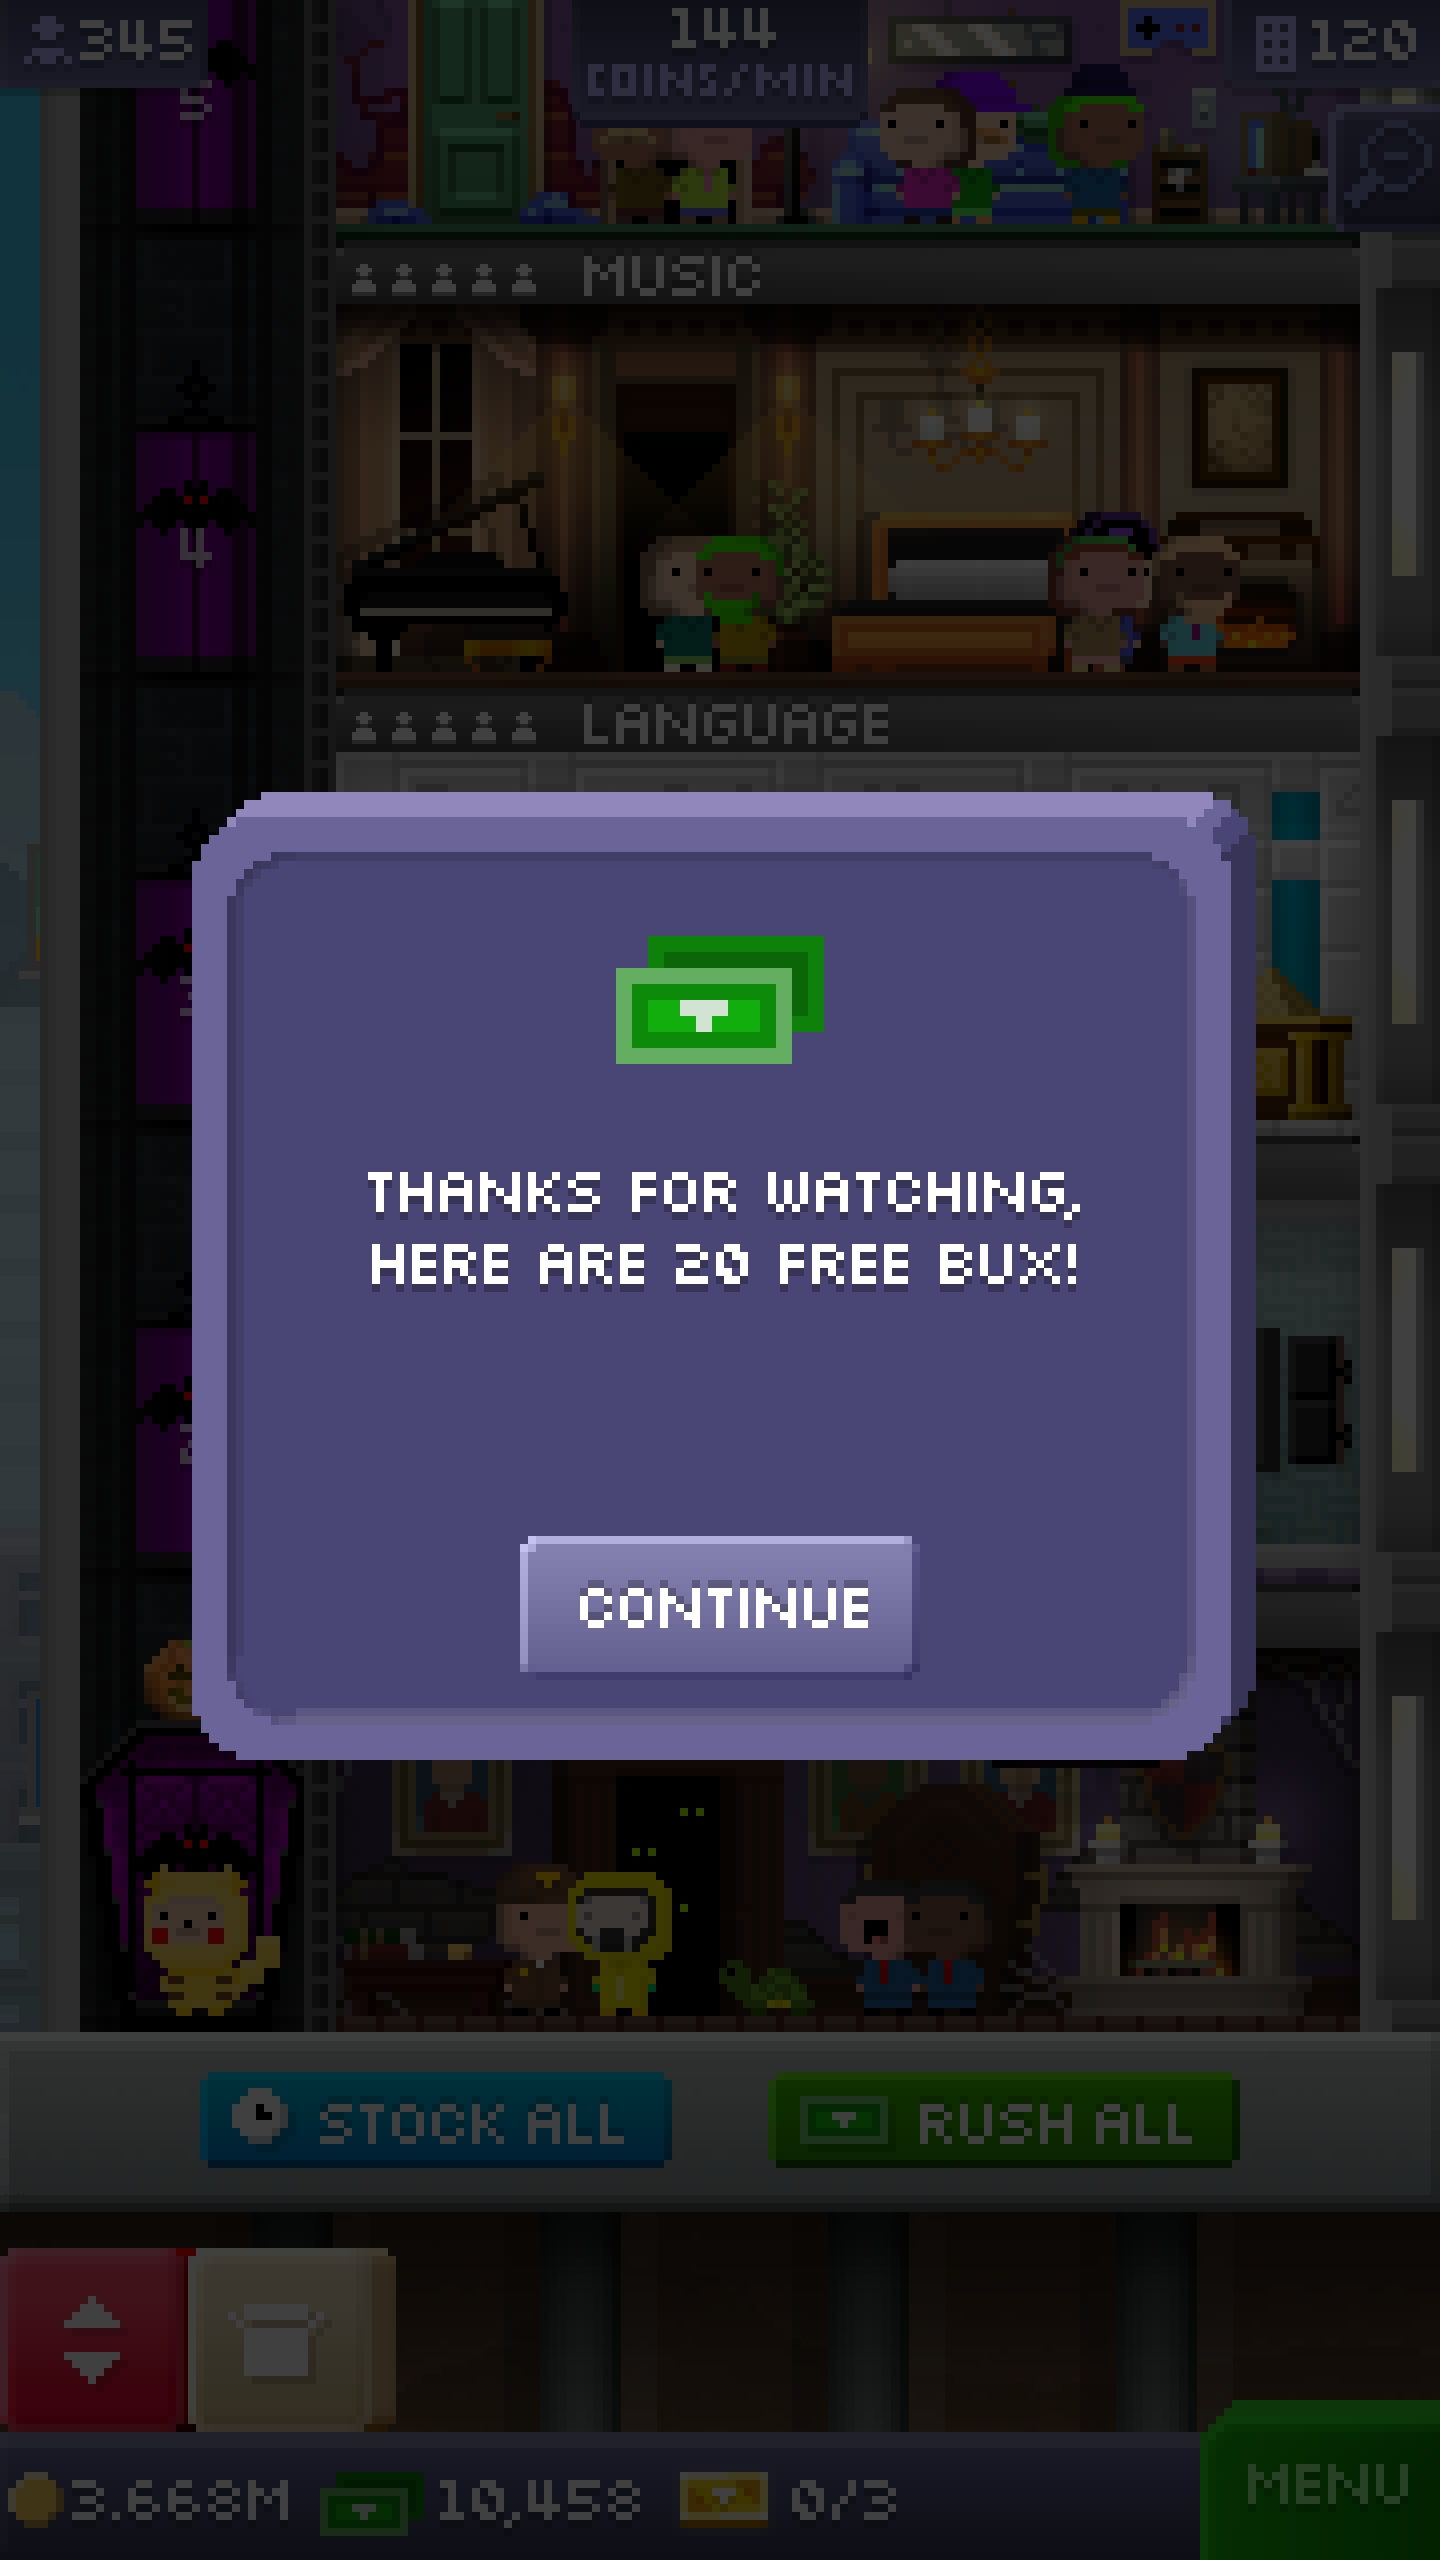 345
144
COINS/MIN
120
5
MUSIC
4
LANGUAGE
THANKS FOR WATCHING,
HERE ARE 20 FREE BUX!
CONTINUE
STOCK ALL
RUSH ALL
3.668M
10,458
0/3
MENU